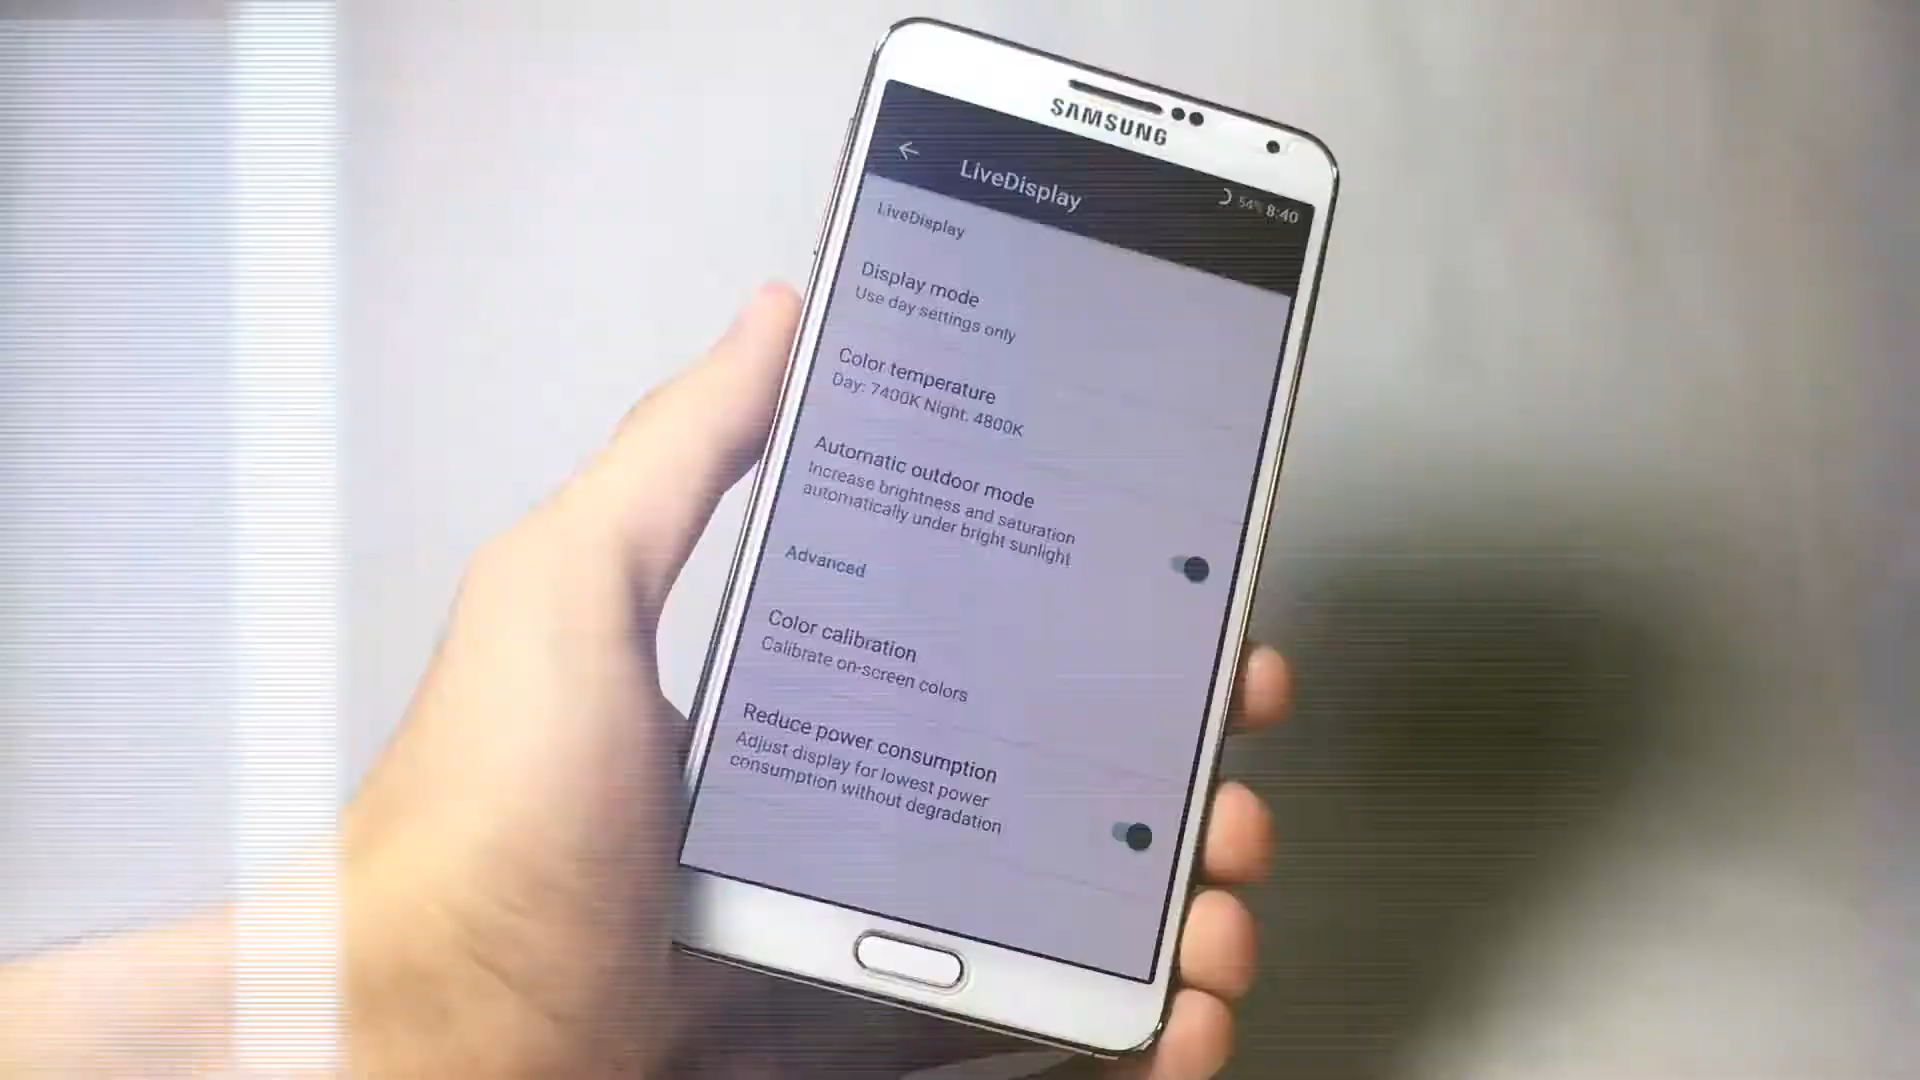 SAMSUNG
54% 8:40
LiveDisplay
LiveDisplay
Display mode
Use day settings only
Color temperature
Day: 7400K Night: 4800K
Automatic outdoor mode
Increase brightness and saturation
automatically under bright sunlight
Advanced
Color calibration
Calibrate on-screen colors
Reduce power consumption
Adjust display for lowest power
consumption without degradation